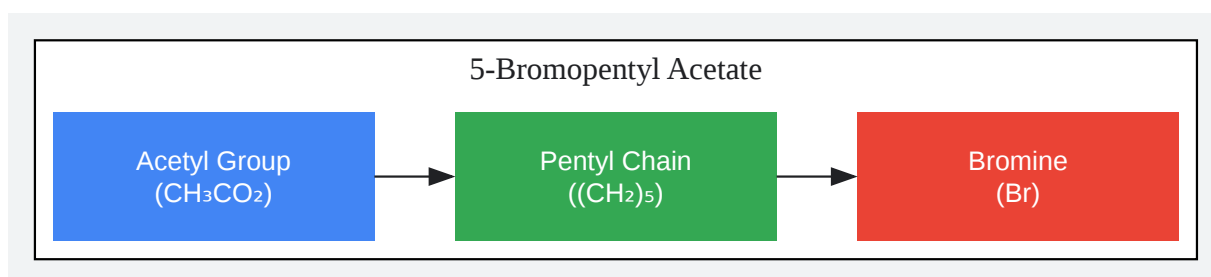 5-Bromopentyl Acetate
Acetyl Group
(CH₃CO₂)
Pentyl Chain
((CH₂)₅)
Bromine
(Br)